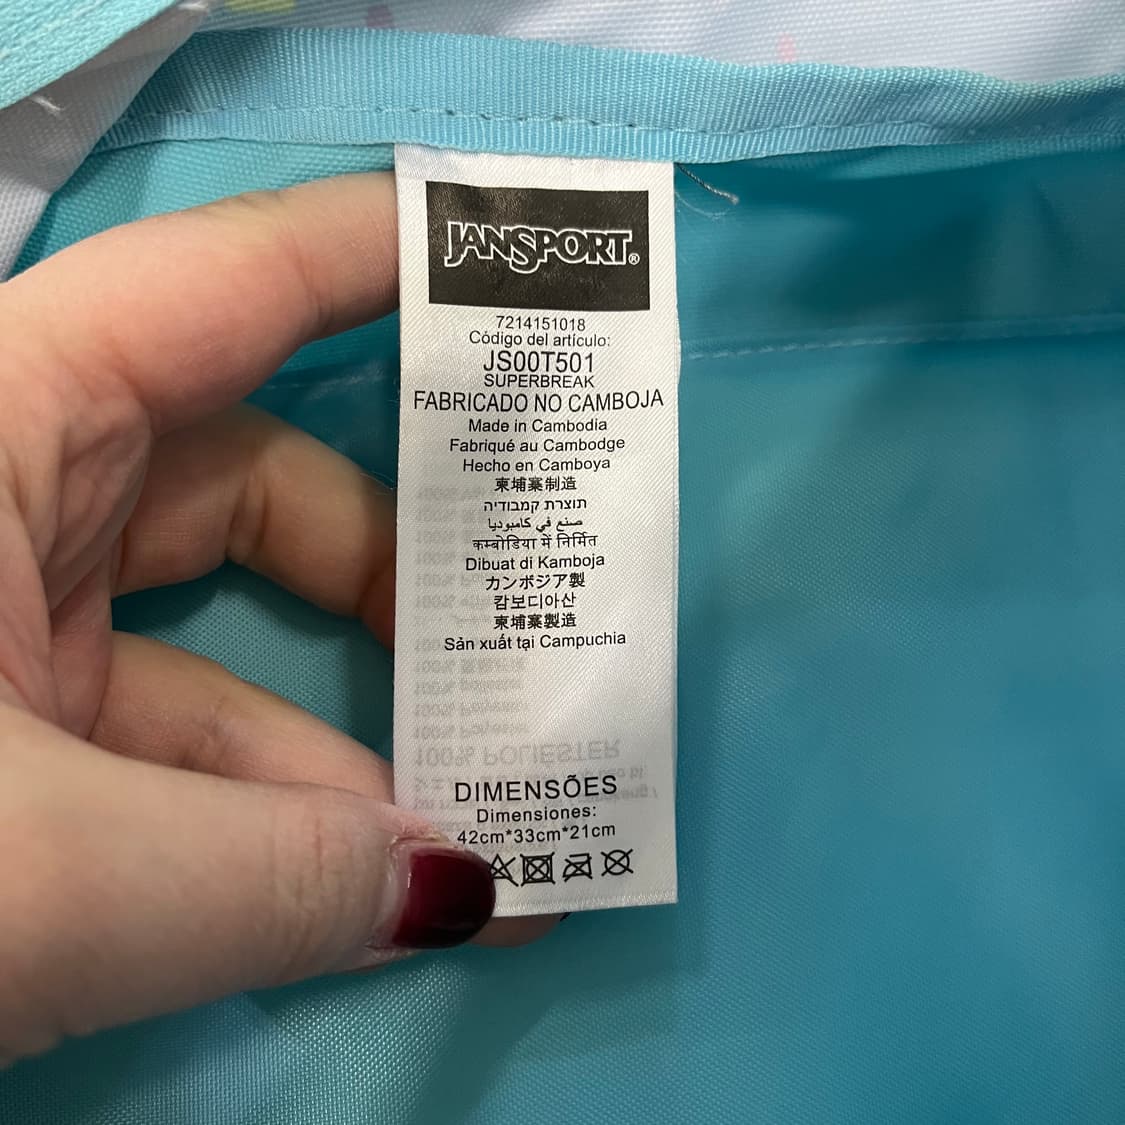 JANSPORT®
7214151018
Código del artículo:
JS00T501
SUPERBREAK
FABRICADO NO CAMBOJA
Made in Cambodia
Fabriqué au Cambodge
Hecho en Camboya
柬埔寨制造
תוצרת קמבודיה
صنع في كامبوديا
कम्बोडिया में निर्मित
Dibuat di Kamboja
カンボジア製
캄보디아산
柬埔寨製造
Sản xuất tại Campuchia
100% POLIESTER
DIMENSÕES
Dimensiones:
42cm*33cm*21cm